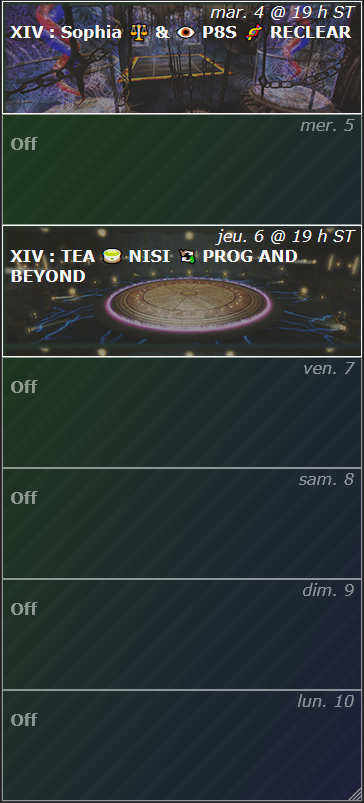 mar. 4 @ 19 h ST
XIV : Sophia ⚖️ & 👁️ P8S 🧨 RECLEAR
mer. 5
Off
jeu. 6 @ 19 h ST
XIV : TEA 🍵 NISI 🔄 PROG AND
BEYOND
ven. 7
Off
sam. 8
Off
dim. 9
Off
lun. 10
Off